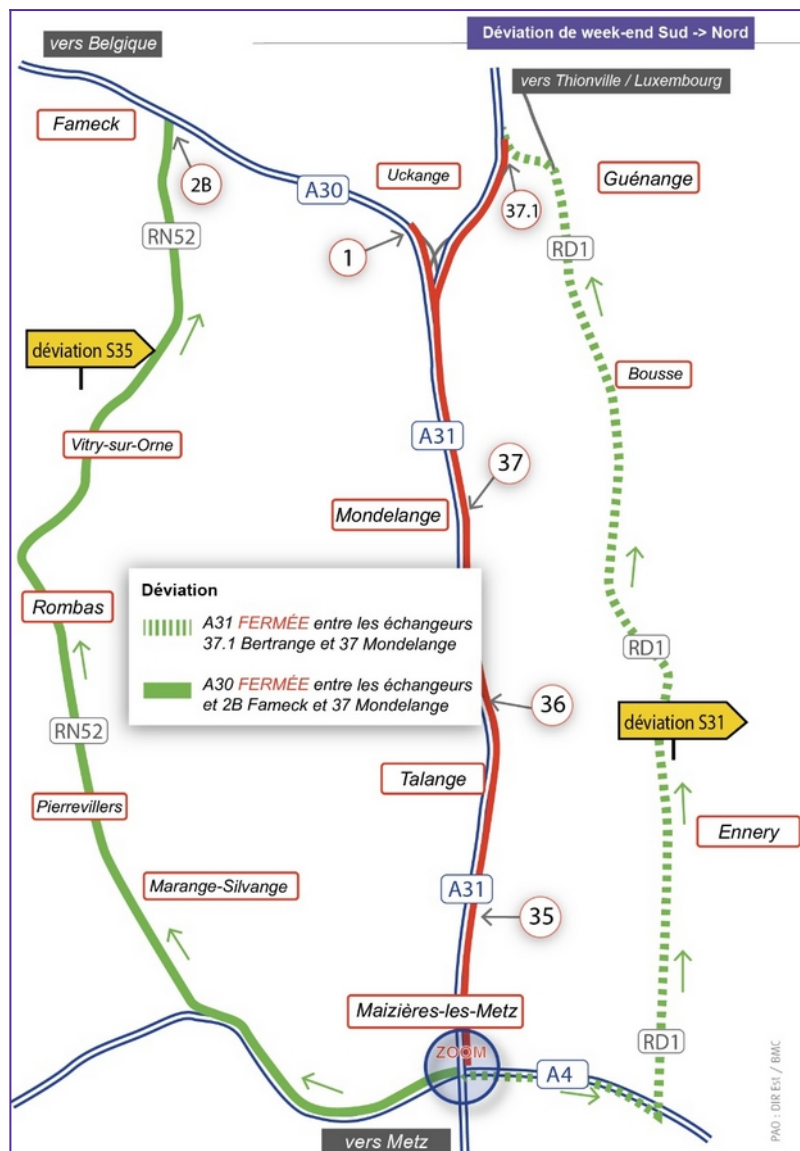 Déviation de week-end Sud -> Nord
vers Belgique
vers Thionville / Luxembourg
Fameck
2B
A30
Uckange
37.1
Guénange
RN52
1
RD1
déviation S35
Bousse
Vitry-sur-Orne
A31
37
Mondelange
Déviation
A31 FERMÉE entre les échangeurs
37.1 Bertrange et 37 Mondelange
A30 FERMÉE entre les échangeurs
et 2B Fameck et 37 Mondelange
Rombas
RD1
RN52
36
déviation S31
Talange
Pierrevillers
Ennery
Marange-Silvange
A31
35
Maizières-les-Metz
ZOOM
RD1
A4
vers Metz
PAO : DIR Est / BMC